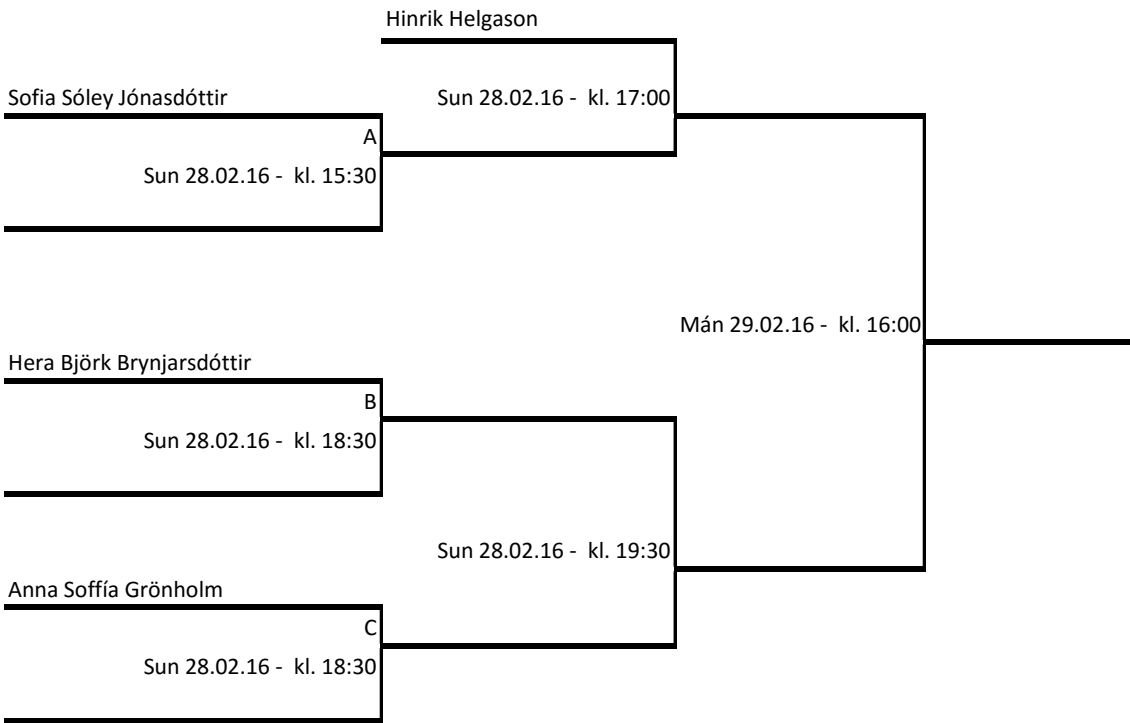 Hinrik Helgason
Sofia Sóley Jónasdóttir
Sun 28.02.16 - kl. 17:00
A
Sun 28.02.16 - kl. 15:30
Mán 29.02.16 - kl. 16:00
Hera Björk Brynjarsdóttir
B
Sun 28.02.16 - kl. 18:30
Sun 28.02.16 - kl. 19:30
Anna Soffía Grönholm
C
Sun 28.02.16 - kl. 18:30